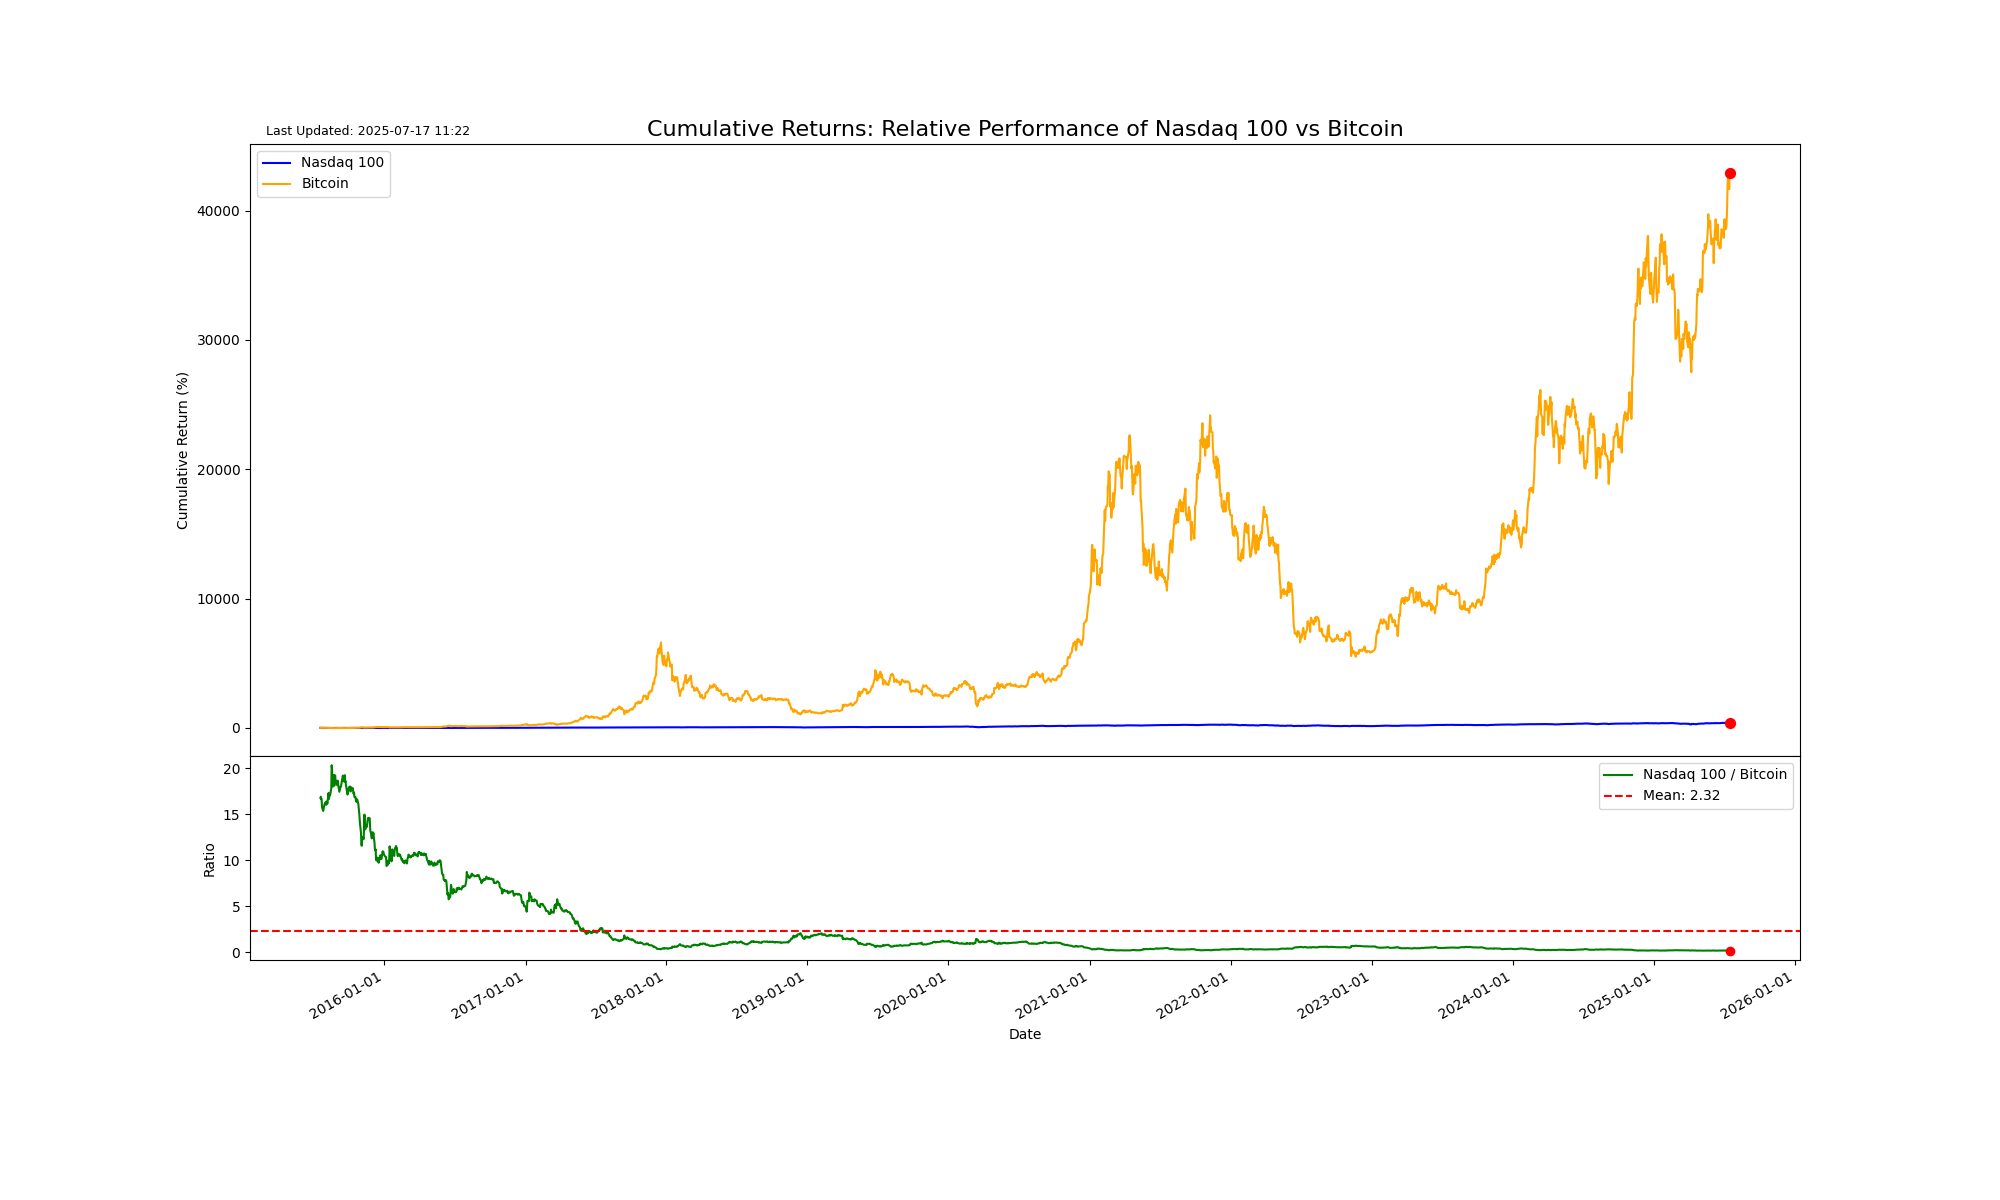 Last Updated: 2025-07-17 11:22
Cumulative Returns: Relative Performance of Nasdaq 100 vs Bitcoin
Nasdaq 100
Bitcoin
Cumulative Return (%)
40000
30000
20000
10000
0
Nasdaq 100 / Bitcoin
Mean: 2.32
Ratio
20
15
10
5
0
2016-01-01
2017-01-01
2018-01-01
2019-01-01
2020-01-01
2021-01-01
2022-01-01
2023-01-01
2024-01-01
2025-01-01
2026-01-01
Date